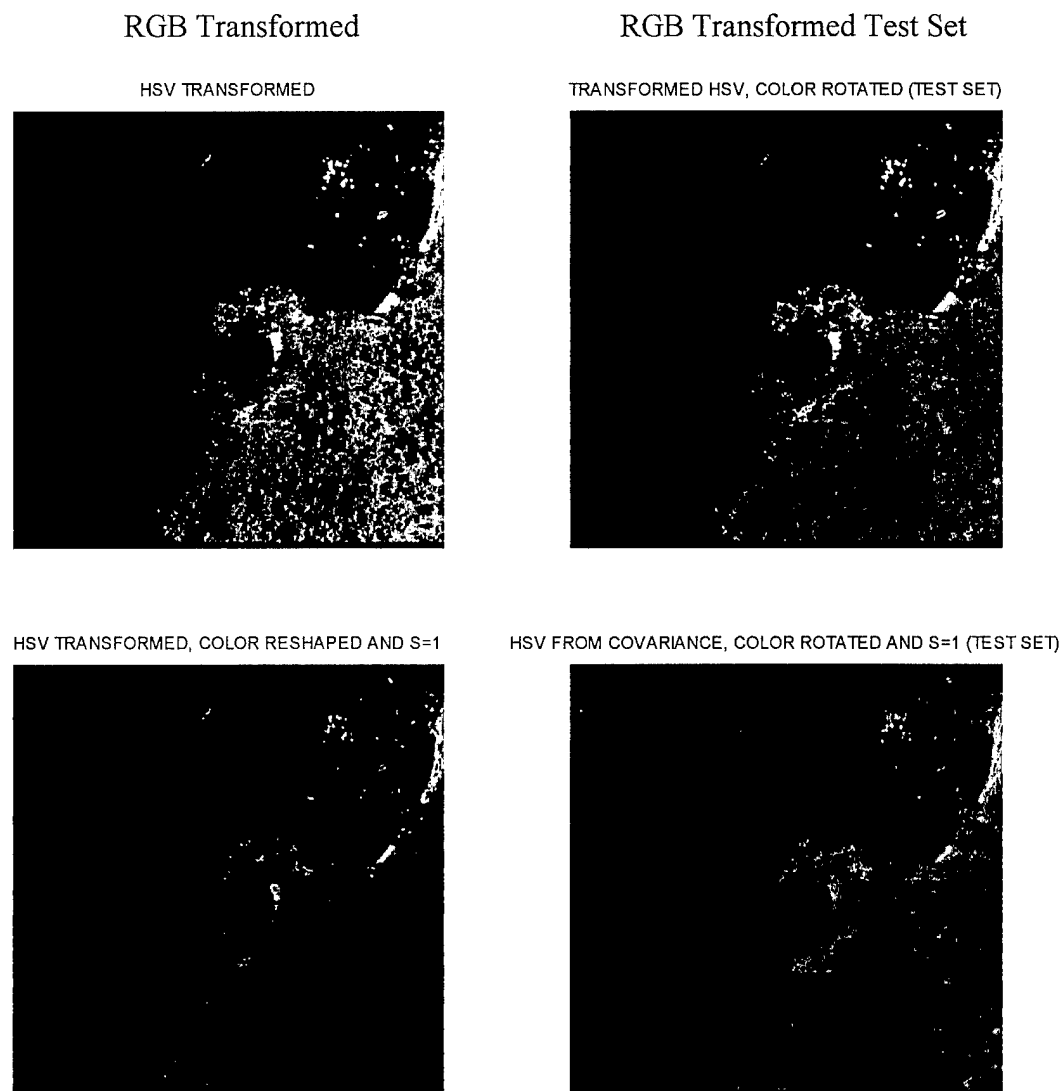 RGB Transformed
RGB Transformed Test Set
HSV TRANSFORMED
TRANSFORMED HSV, COLOR ROTATED (TEST SET)
HSV TRANSFORMED, COLOR RESHAPED AND S=1
HSV FROM COVARIANCE, COLOR ROTATED AND S=1 (TEST SET)